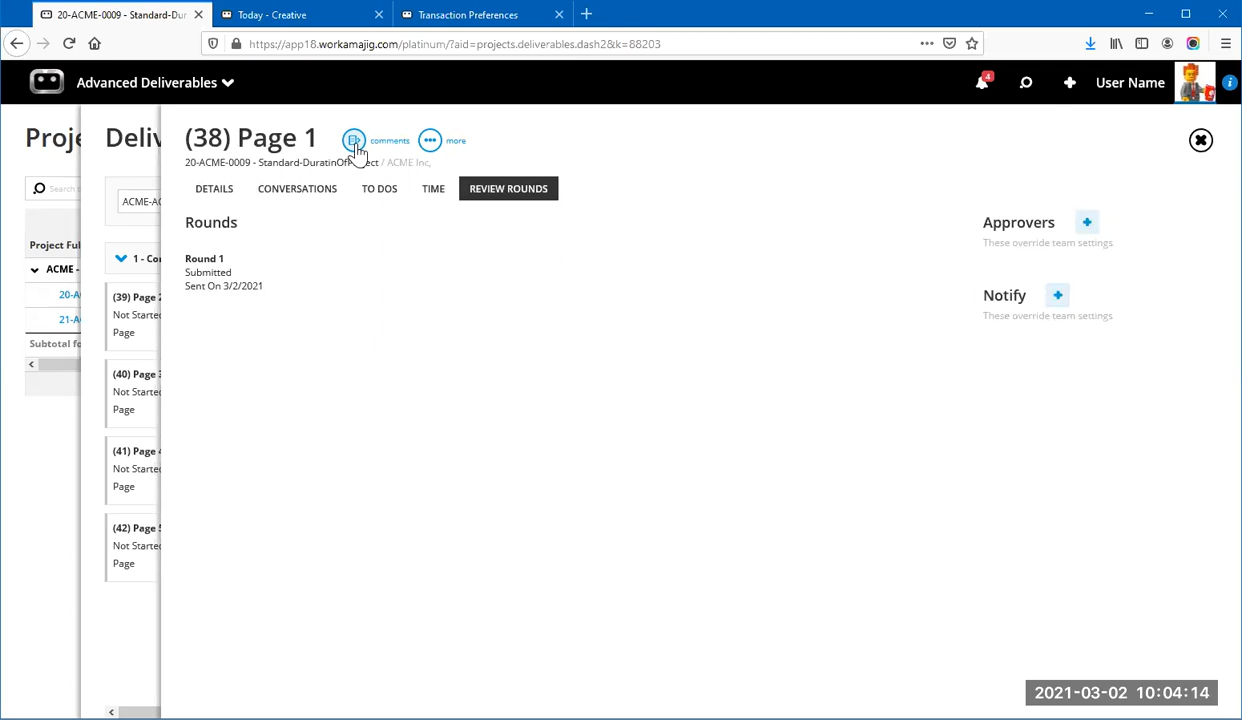 20-ACME-0009 - Standard-Dur
Today - Creative
Transaction Preferences
https://app18.workamajig.com/platinum/?aid=projects.deliverables.dash2&k=88203
Advanced Deliverables
4
User Name
Proje
Deliv
(38) Page 1
comments
more
20-ACME-0009 - Standard-DuratinOf ject / ACME Inc,
Search t
ACME-AC
DETAILS
CONVERSATIONS
TO DOS
TIME
REVIEW ROUNDS
Rounds
Approvers
These override team settings
Project Ful
1 - Co
Round 1
Submitted
Sent On 3/2/2021
ACME -
20-A
21-A
Subtotal fo
Notify
These override team settings
(39) Page 2
Not Started
Page
(40) Page 3
Not Started
Page
(41) Page 4
Not Started
Page
(42) Page 5
Not Started
Page
2021-03-02 10:04:14